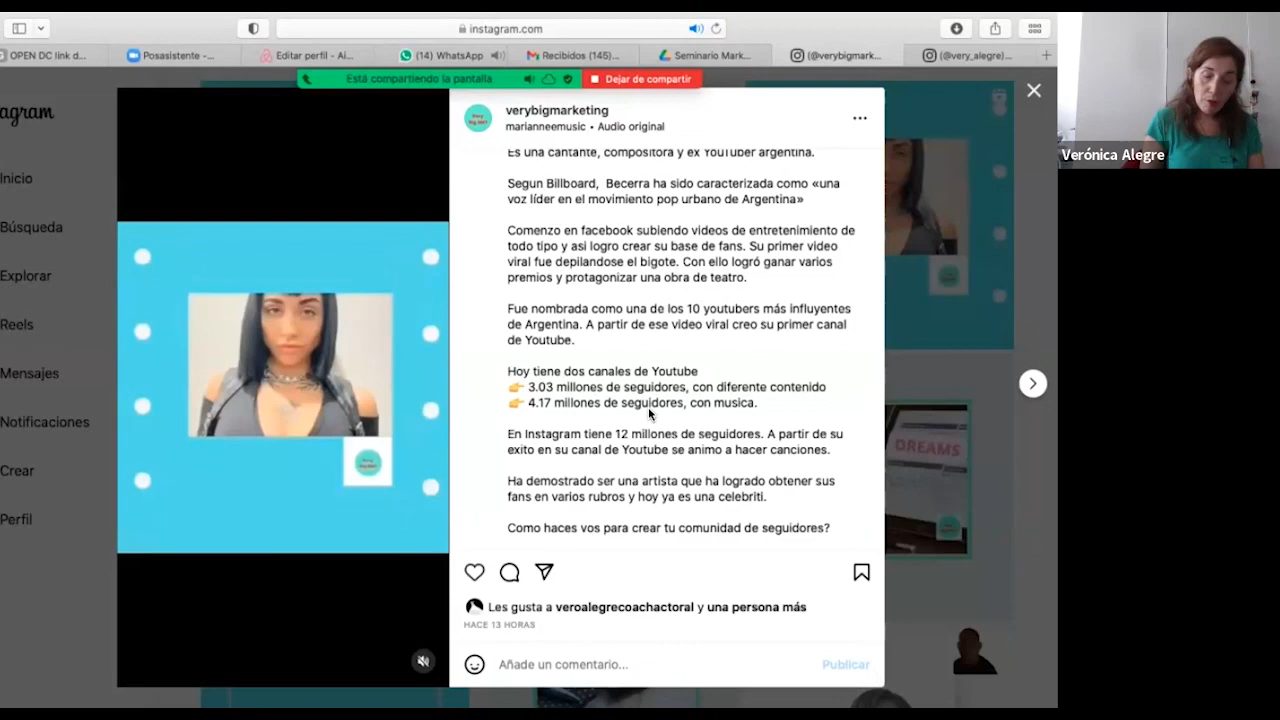 instagram.com
OPEN DC link d...
Posasistente -...
Editar perfil - Ai...
(14) WhatsApp
Recibidos (145)...
Seminario Mark...
(@verybigmark...
(@very_alegre)...
Está compartiendo la pantalla
Dejar de compartir
agram
Inicio
Búsqueda
Explorar
Reels
Mensajes
Notificaciones
Crear
Perfil
verybigmarketing
marianneemusic • Audio original
Es una cantante, compositora y ex YouTuber argentina.
Segun Billboard, Becerra ha sido caracterizada como «una
voz líder en el movimiento pop urbano de Argentina»
Comenzo en facebook subiendo videos de entretenimiento de
todo tipo y asi logro crear su base de fans. Su primer video
viral fue depilandose el bigote. Con ello logró ganar varios
premios y protagonizar una obra de teatro.
Fue nombrada como una de los 10 youtubers más influyentes
de Argentina. A partir de ese video viral creo su primer canal
de Youtube.
Hoy tiene dos canales de Youtube
👉 3.03 millones de seguidores, con diferente contenido
👉 4.17 millones de seguidores, con musica.
En Instagram tiene 12 millones de seguidores. A partir de su
exito en su canal de Youtube se animo a hacer canciones.
Ha demostrado ser una artista que ha logrado obtener sus
fans en varios rubros y hoy ya es una celebriti.
Como haces vos para crear tu comunidad de seguidores?
Les gusta a veroalegrecoachactoral y una persona más
HACE 13 HORAS
Añade un comentario...
Publicar
DREAMS
Verónica Alegre